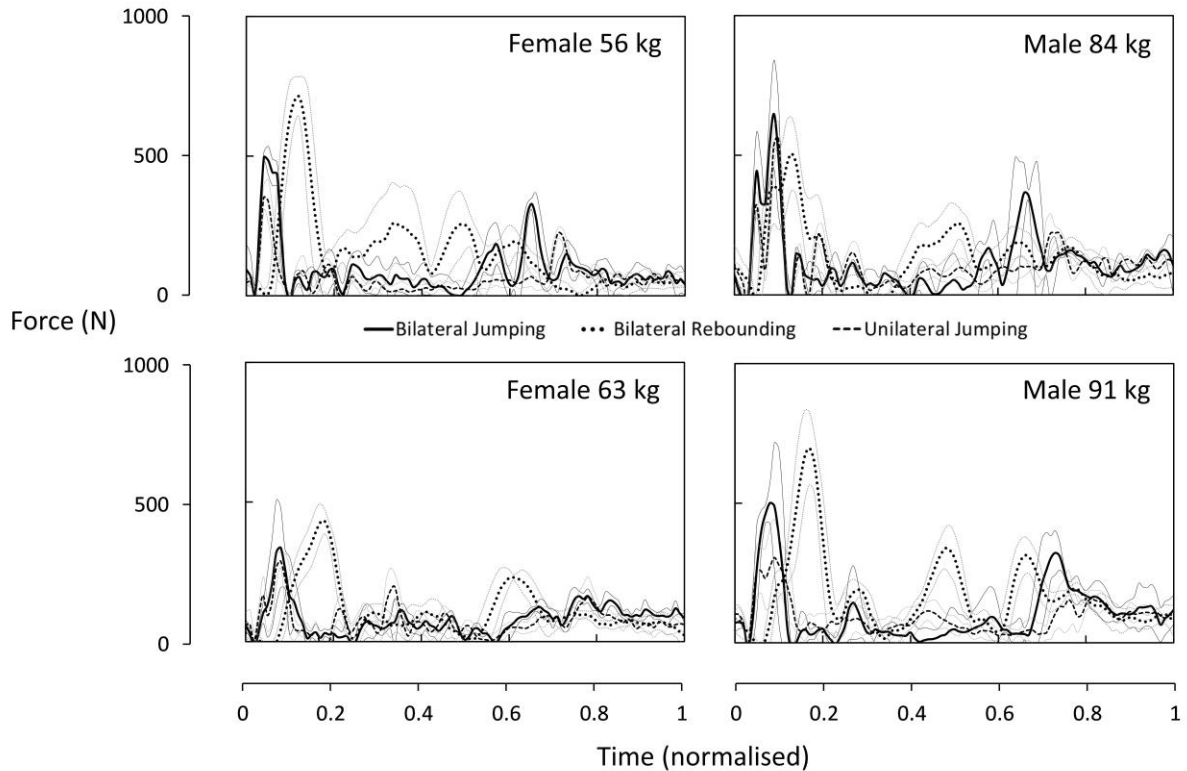 1000
500
0
Force (N)
Female 56 kg
Male 84 kg
Bilateral Jumping
Bilateral Rebounding
Unilateral Jumping
1000
500
0
Female 63 kg
Male 91 kg
0 0.2 0.4 0.6 0.8 1
0 0.2 0.4 0.6 0.8 1
Time (normalised)